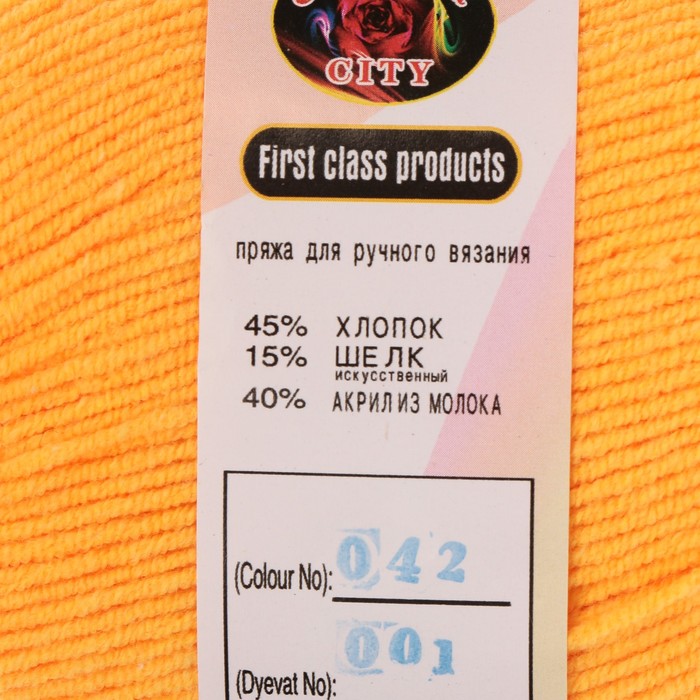 CITY
First class products
пряжа для ручного вязания
45% ХЛОПОК
15% ШЕЛК
искусственный
40% АКРИЛ ИЗ МОЛОКА
(Colour No): 042
(Dyevat No): 001